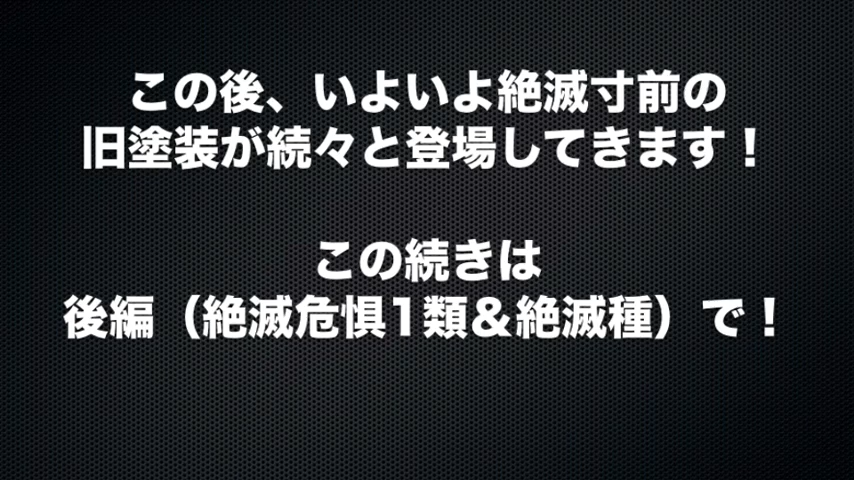 この後、いよいよ絶滅寸前の
旧塗装が続々と登場してきます！
この続きは
後編（絶滅危惧1類＆絶滅種）で！